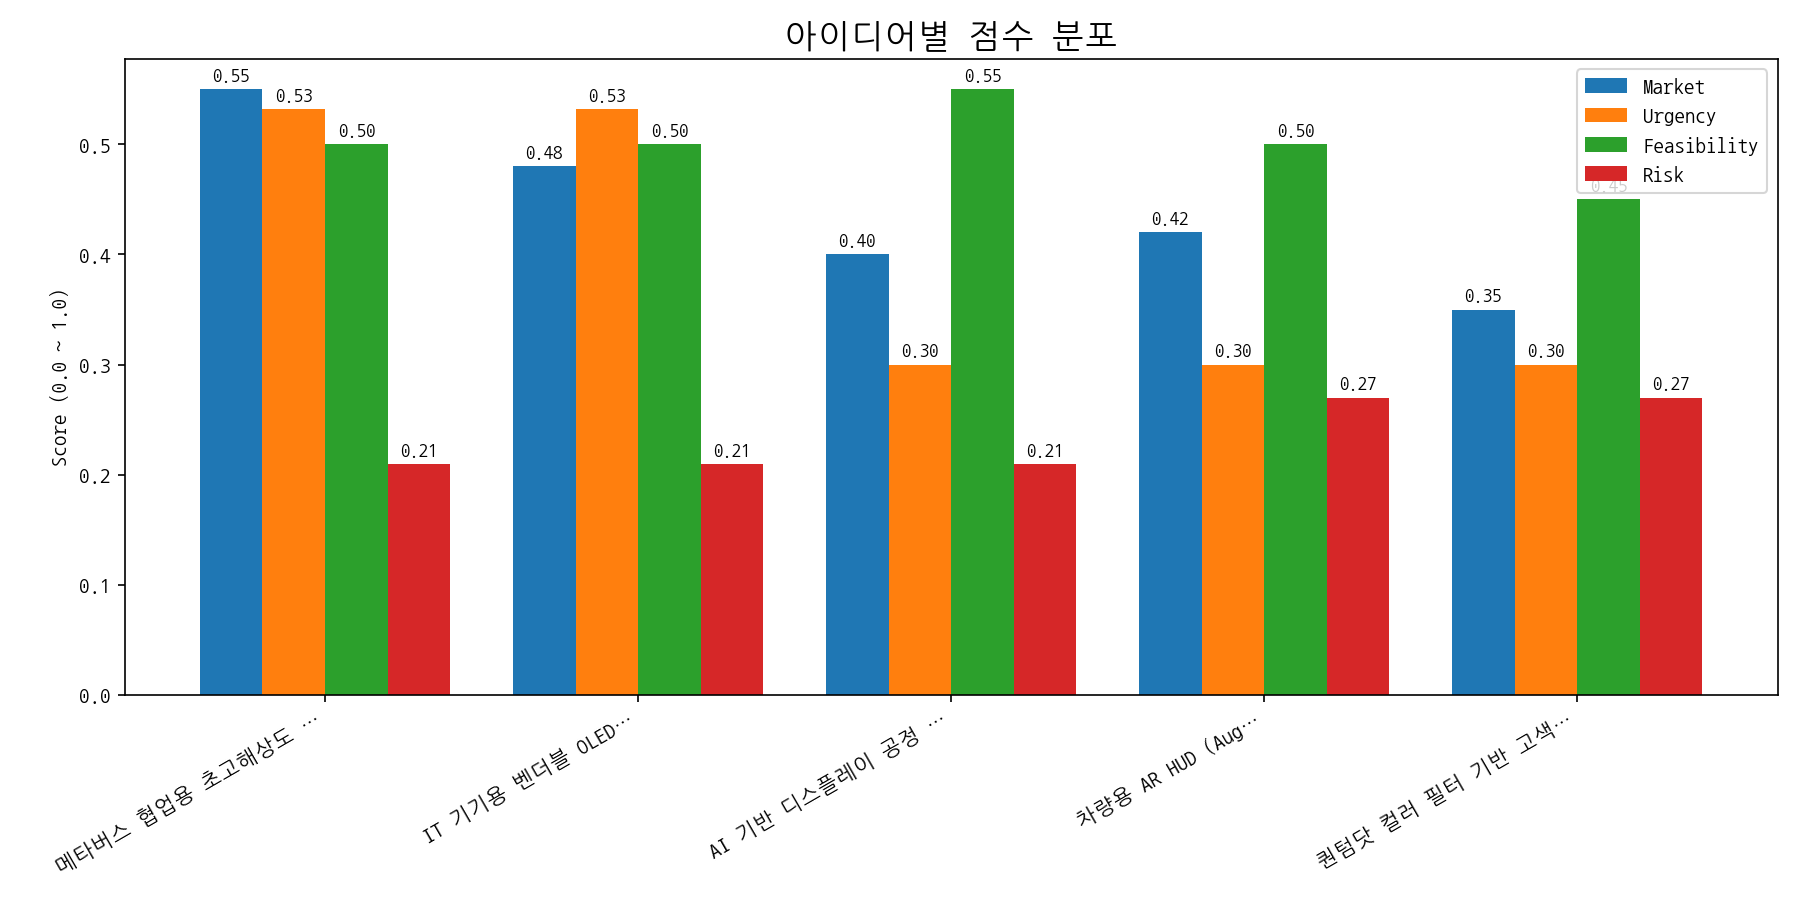 아이디어별 점수 분포
Market
Urgency
Feasibility
Risk
Score (0.0 ~ 1.0)
0.5
0.4
0.3
0.2
0.1
0.0
0.55
0.53
0.50
0.21
0.48
0.53
0.50
0.21
0.40
0.30
0.55
0.21
0.42
0.30
0.50
0.27
0.35
0.30
0.45
0.27
메타버스 협업용 초고해상도 …
IT 기기용 벤더블 OLED…
AI 기반 디스플레이 공정 …
차량용 AR HUD (Aug…
퀀텀닷 컬러 필터 기반 고색…